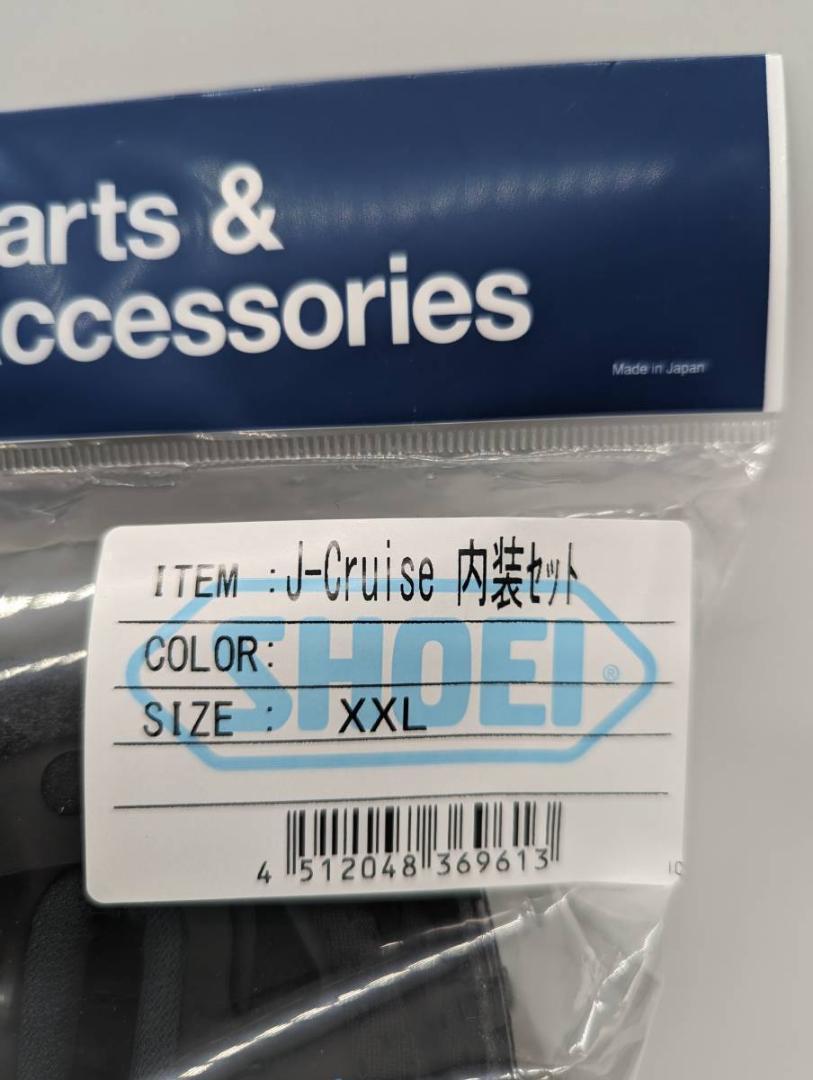 arts &
ccessories
Made in Japan
ITEM :J-Cruise 内装ｾｯﾄ
COLOR:
SHOEI®
SIZE : XXL
4 512048 369613